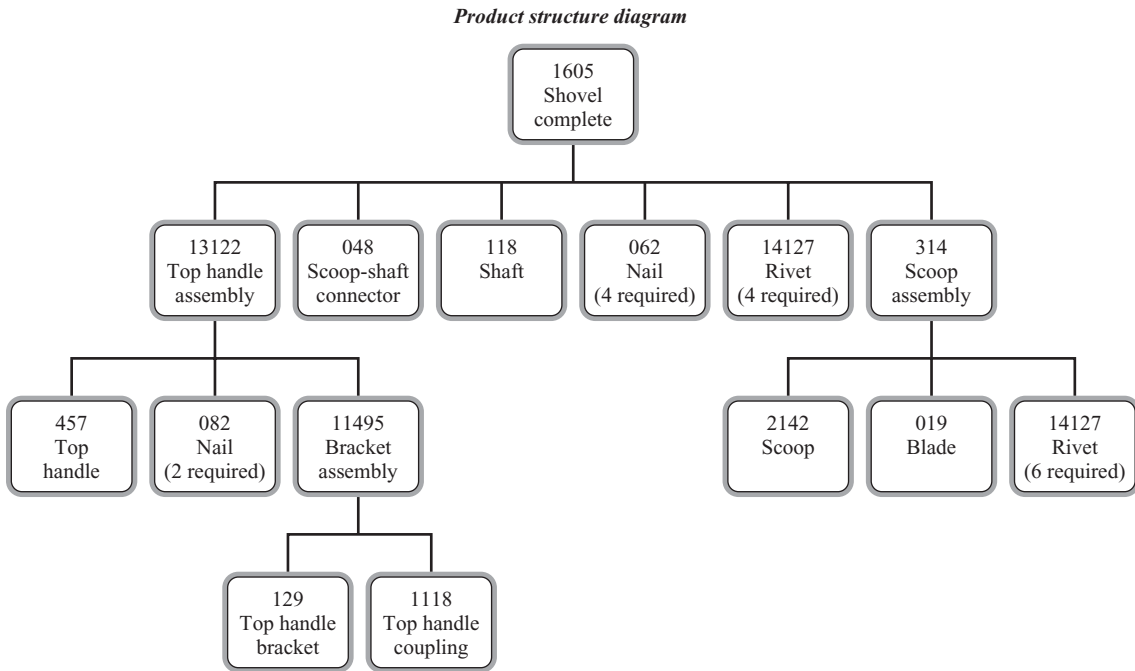 Product structure diagram
1605
Shovel
complete
13122
Top handle
assembly
048
Scoop-shaft
connector
118
Shaft
062
Nail
(4 required)
14127
Rivet
(4 required)
314
Scoop
assembly
457
Top
handle
082
Nail
(2 required)
11495
Bracket
assembly
2142
Scoop
019
Blade
14127
Rivet
(6 required)
129
Top handle
bracket
1118
Top handle
coupling